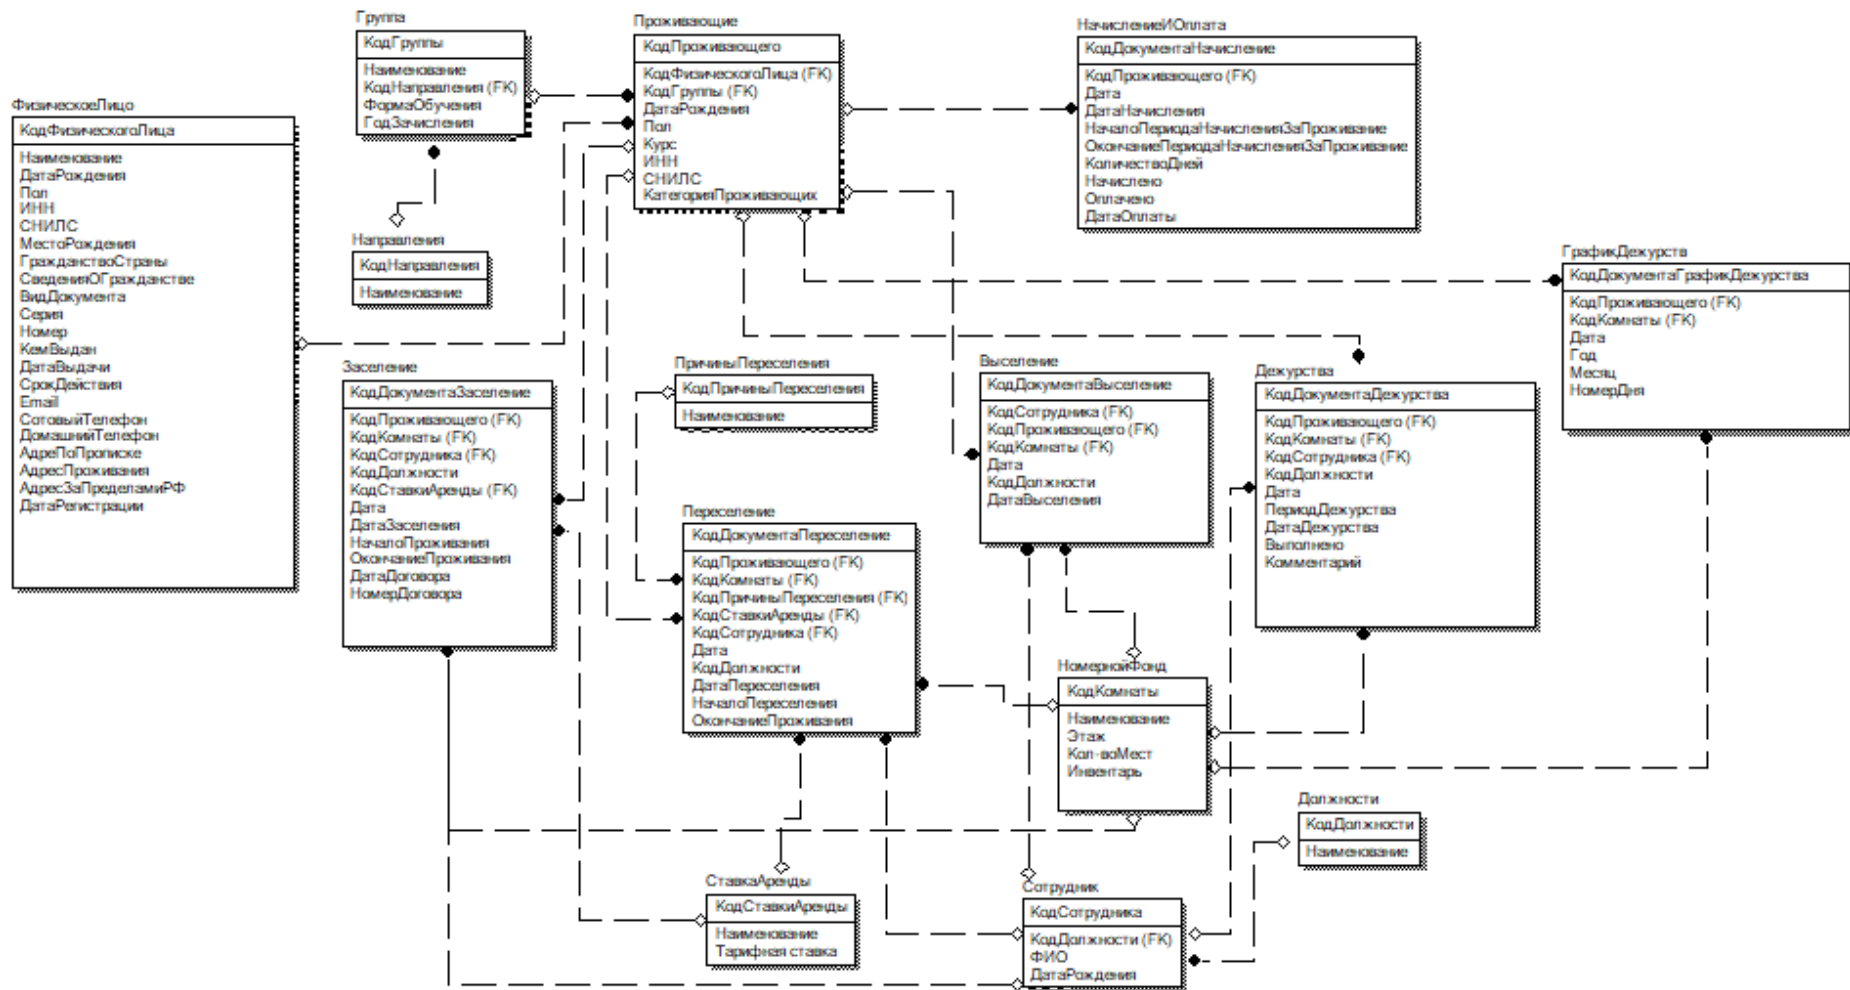 Группа
КодГруппы
Наименование
КодНаправления (FK)
ФормаОбучения
ГодЗачисления
Проживающие
КодПроживающего
КодФизическогоЛица (FK)
КодГруппы (FK)
ДатаРождения
Пол
Курс
ИНН
СНИЛС
КатегорияПроживающих
НачислениеИОплата
КодДокументаНачисление
КодПроживающего (FK)
Дата
ДатаНачисления
НачалоПериодаНачисленияЗаПроживание
ОкончаниеПериодаНачисленияЗаПроживание
КоличествоДней
Начислено
Оплачено
ДатаОплаты
ФизическоеЛицо
КодФизическогоЛица
Наименование
ДатаРождения
Пол
ИНН
СНИЛС
МестоРождения
ГражданствоСтраны
СведенияОГражданстве
ВидДокумента
Серия
Номер
КемВыдан
ДатаВыдачи
СрокДействия
Email
СотовыйТелефон
ДомашнийТелефон
АдреПоПрописке
АдресПроживания
АдресЗаПределамиРФ
ДатаРегистрации
Направления
КодНаправления
Наименование
ГрафикДежурств
КодДокументаГрафикДежурства
КодПроживающего (FK)
КодКомнаты (FK)
Дата
Год
Месяц
НомерДня
Заселение
КодДокументаЗаселение
КодПроживающего (FK)
КодКомнаты (FK)
КодСотрудника (FK)
КодДолжности
КодСтавкиАренды (FK)
Дата
ДатаЗаселения
НачалоПроживания
ОкончаниеПроживания
ДатаДоговора
НомерДоговора
ПричиныПереселения
КодПричиныПереселения
Наименование
Выселение
КодДокументаВыселение
КодСотрудника (FK)
КодПроживающего (FK)
КодКомнаты (FK)
Дата
КодДолжности
ДатаВыселения
Дежурства
КодДокументаДежурства
КодПроживающего (FK)
КодКомнаты (FK)
КодСотрудника (FK)
КодДолжности
Дата
ПериодДежурства
ДатаДежурства
Выполнено
Комментарий
Переселение
КодДокументаПереселение
КодПроживающего (FK)
КодКомнаты (FK)
КодПричиныПереселения (FK)
КодСтавкиАренды (FK)
КодСотрудника (FK)
Дата
КодДолжности
ДатаПереселения
НачалоПереселения
ОкончаниеПроживания
НомернойФонд
КодКомнаты
Наименование
Этаж
Кол-воМест
Инвентарь
Должности
КодДолжности
Наименование
СтавкаАренды
КодСтавкиАренды
Наименование
Тарифная ставка
Сотрудник
КодСотрудника
КодДолжности (FK)
ФИО
ДатаРождения